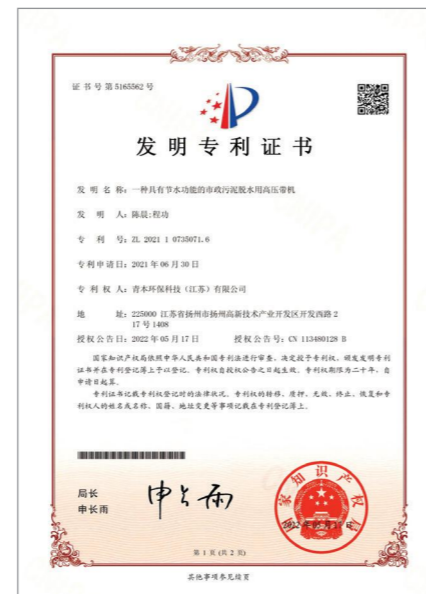 证书号第5165562号
发明专利证书
发 明 名 称：一种具有节水功能的市政污泥脱水用高压带机
发 明 人：陈晨;程功
专 利 号：ZL 2021 1 0735071.6
专利申请日：2021年06月30日
专 利 权 人：青本环保科技（江苏）有限公司
地 址：225000 江苏省扬州市扬州高新技术产业开发区开发西路2
17号1408
授权公告日：2022年05月17日 授权公告号：CN 113480128 B
国家知识产权局依照中华人民共和国专利法进行审查，决定授予专利权，颁发发明专利
证书并在专利登记簿上予以登记。专利权自授权公告之日起生效。专利权期限为二十年，自
申请日起算。
专利证书记载专利权登记时的法律状况。专利权的转移、质押、无效、终止、恢复和专
利权人的姓名或名称、国籍、地址变更等事项记载在专利登记簿上。
局长
申长雨
申长雨
国家知识产权局
第 1 页 (共 2 页)
其他事项参见续页